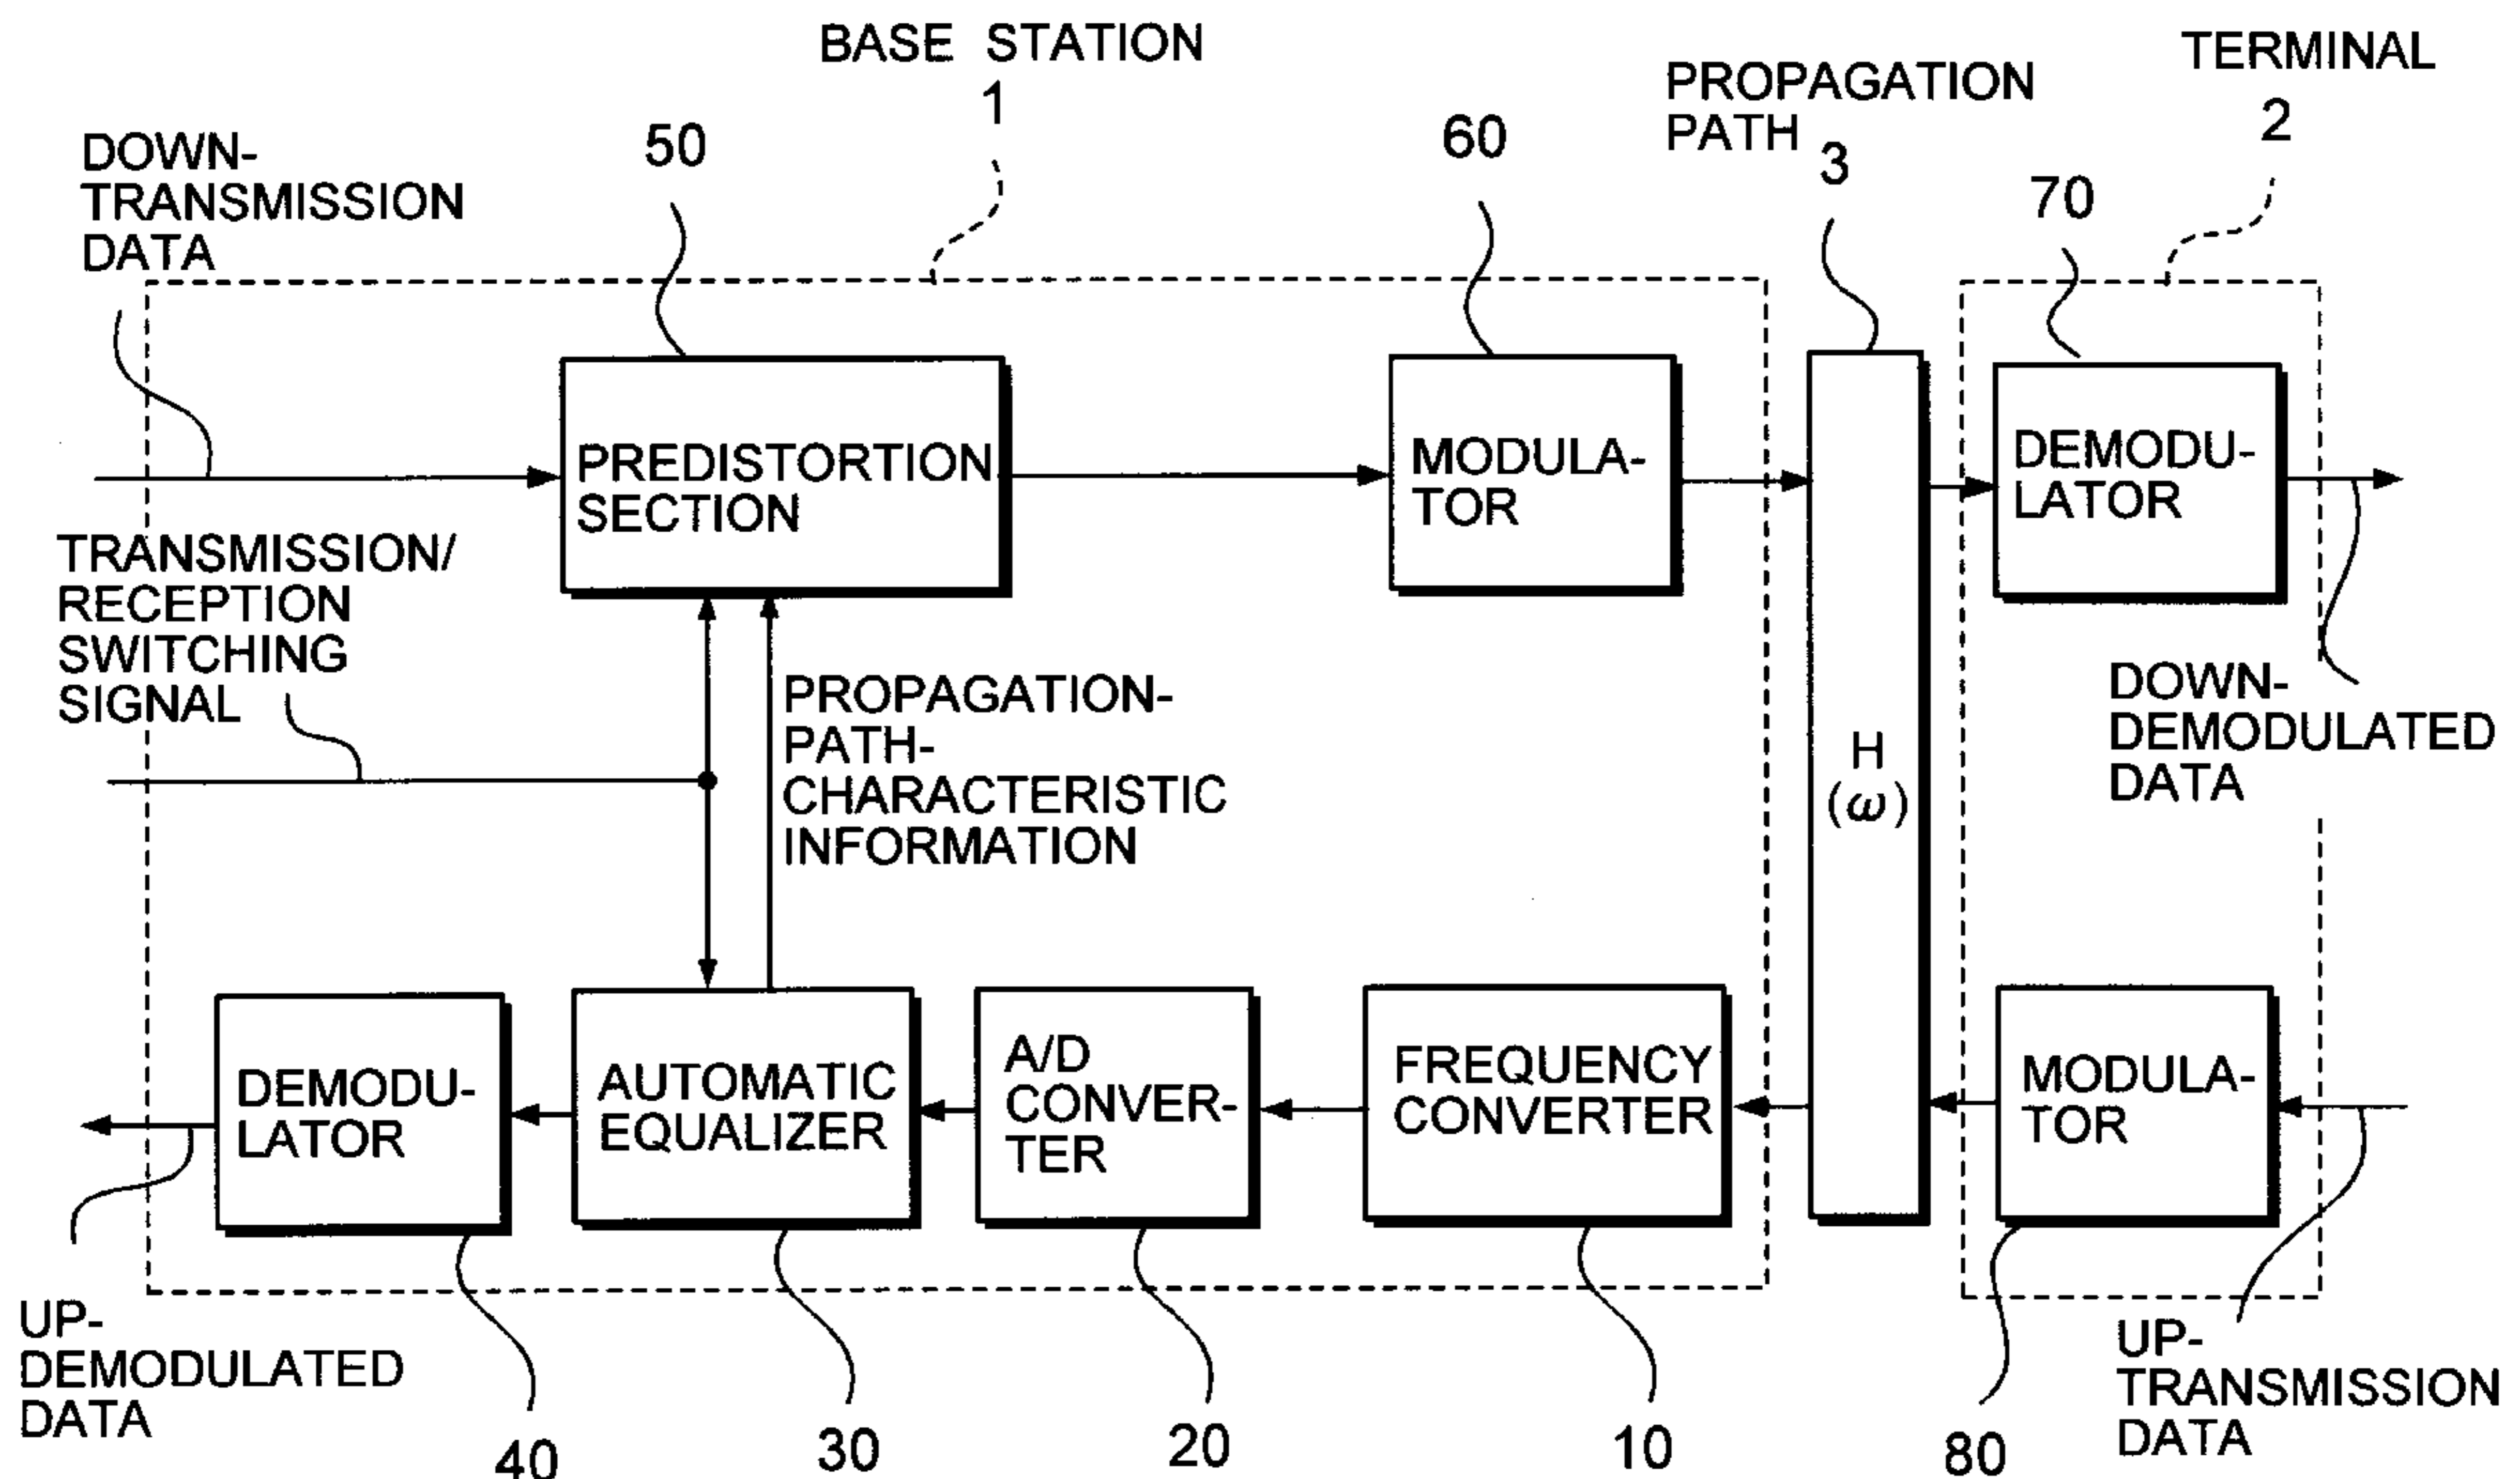 BASE STATION
1
TERMINAL
2
PROPAGATION
PATH
3
DOWN-
TRANSMISSION
DATA
50
60
70
PREDISTORTION
SECTION
MODULA-
TOR
DEMODU-
LATOR
TRANSMISSION/
RECEPTION
SWITCHING
SIGNAL
PROPAGATION-
PATH-
CHARACTERISTIC
INFORMATION
H
(ω)
DOWN-
DEMODULATED
DATA
DEMODU-
LATOR
AUTOMATIC
EQUALIZER
A/D
CONVER-
TER
FREQUENCY
CONVERTER
MODULA-
TOR
UP-
DEMODULATED
DATA
40
30
20
10
80
UP-
TRANSMISSION
DATA